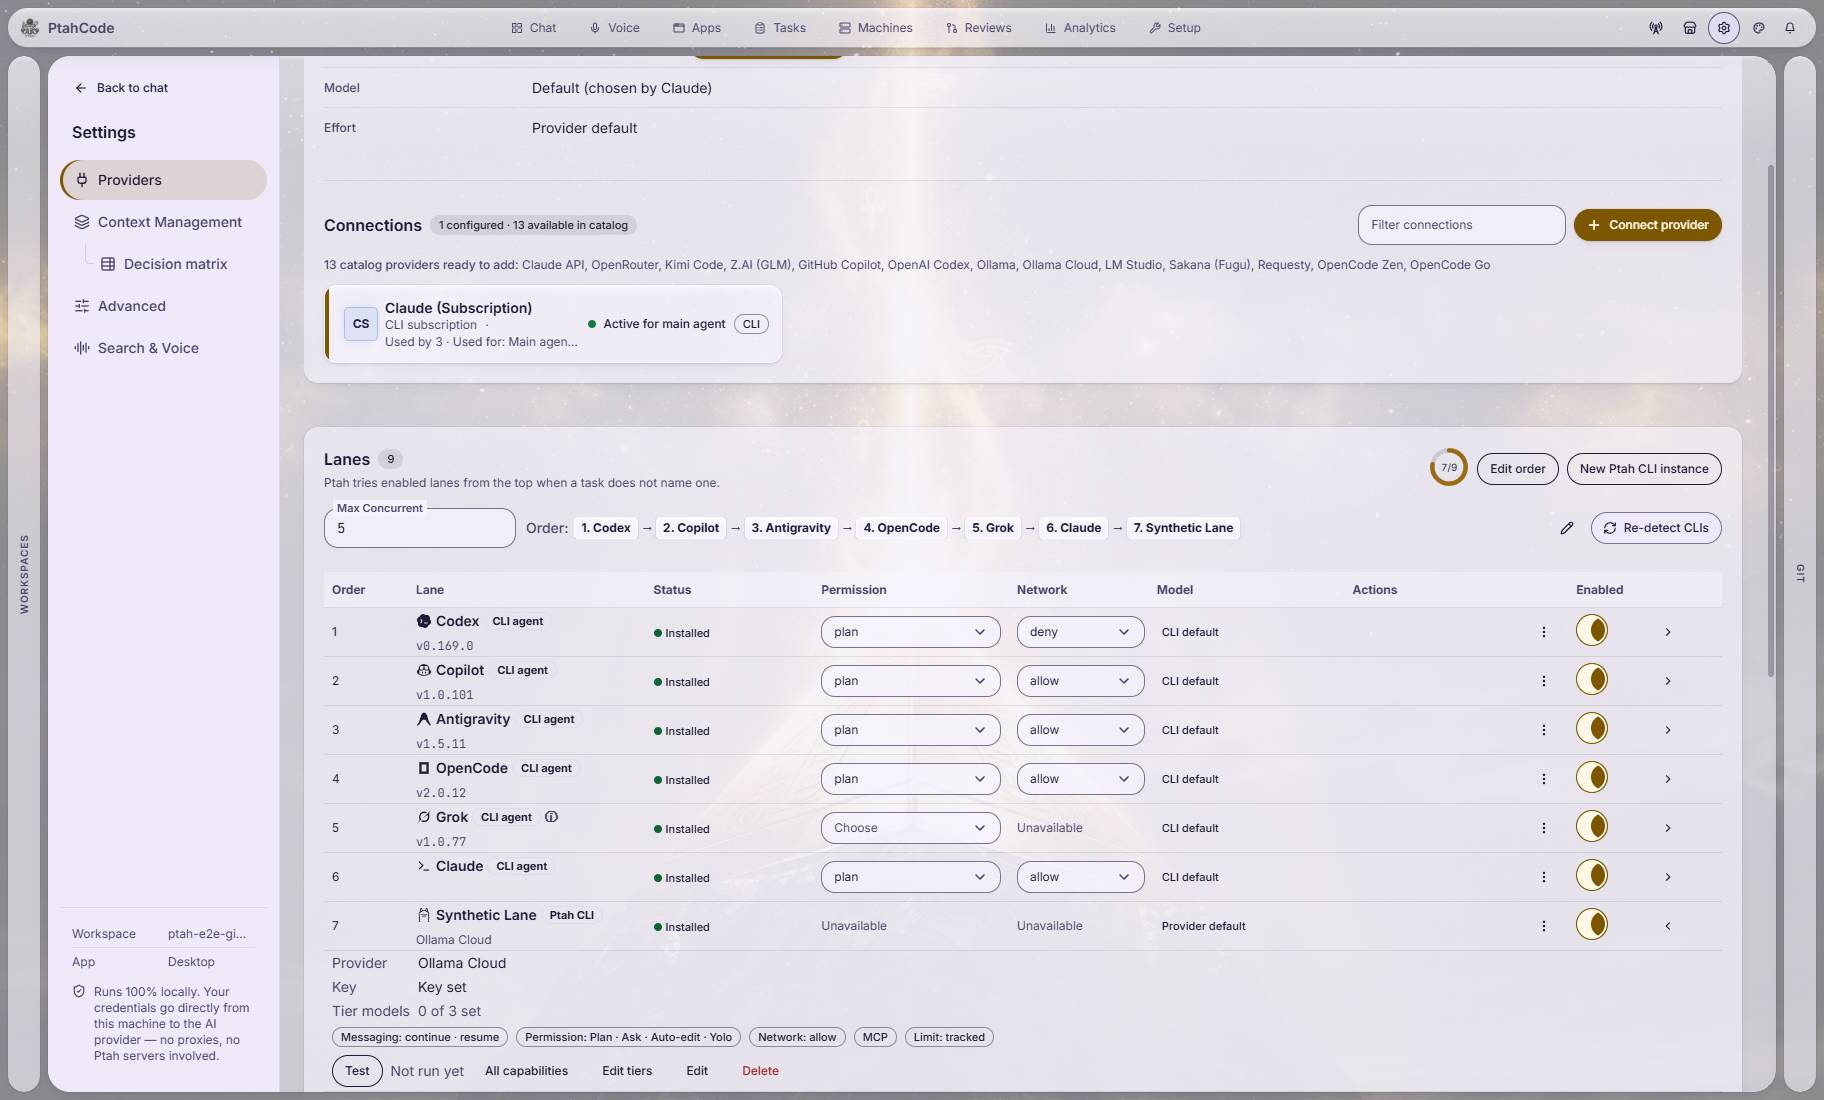 PtahCode
Chat
Voice
Apps
Tasks
Machines
Reviews
Analytics
Setup
WORKSPACES
Back to chat
Settings
Providers
Context Management
Decision matrix
Advanced
Search & Voice
Workspace ptah-e2e-gi...
App Desktop
Runs 100% locally. Your
credentials go directly from
this machine to the AI
provider — no proxies, no
Ptah servers involved.
Model Default (chosen by Claude)
Effort Provider default
Connections 1 configured · 13 available in catalog
Filter connections
Connect provider
13 catalog providers ready to add: Claude API, OpenRouter, Kimi Code, Z.AI (GLM), GitHub Copilot, OpenAI Codex, Ollama, Ollama Cloud, LM Studio, Sakana (Fugu), Requesty, OpenCode Zen, OpenCode Go
CS
Claude (Subscription)
CLI subscription ·
Used by 3 · Used for: Main agen...
Active for main agent
CLI
Lanes 9
Ptah tries enabled lanes from the top when a task does not name one.
7/9
Edit order
New Ptah CLI instance
Max Concurrent
5
Order: 1. Codex → 2. Copilot → 3. Antigravity → 4. OpenCode → 5. Grok → 6. Claude → 7. Synthetic Lane
Re-detect CLIs
Order Lane Status Permission Network Model Actions Enabled
1 Codex CLI agent Installed plan deny CLI default
v0.169.0
2 Copilot CLI agent Installed plan allow CLI default
v1.0.101
3 Antigravity CLI agent Installed plan allow CLI default
v1.5.11
4 OpenCode CLI agent Installed plan allow CLI default
v2.0.12
5 Grok CLI agent Installed Choose Unavailable CLI default
v1.0.77
6 Claude CLI agent Installed plan allow CLI default
7 Synthetic Lane Ptah CLI Installed Unavailable Unavailable Provider default
Ollama Cloud
Provider Ollama Cloud
Key Key set
Tier models 0 of 3 set
Messaging: continue · resume
Permission: Plan · Ask · Auto-edit · Yolo
Network: allow
MCP
Limit: tracked
Test Not run yet All capabilities Edit tiers Edit Delete
GIT